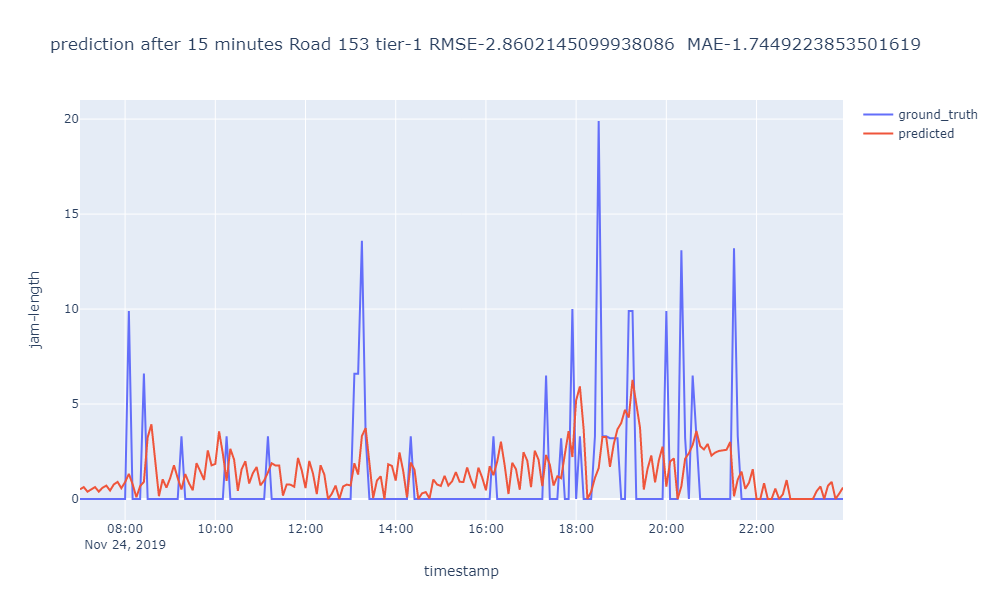 prediction after 15 minutes Road 153 tier-1 RMSE-2.8602145099938086  MAE-1.7449223853501619
ground_truth
predicted
20
15
10
5
0
jam-length
08:00 10:00 12:00 14:00 16:00 18:00 20:00 22:00
Nov 24, 2019
timestamp